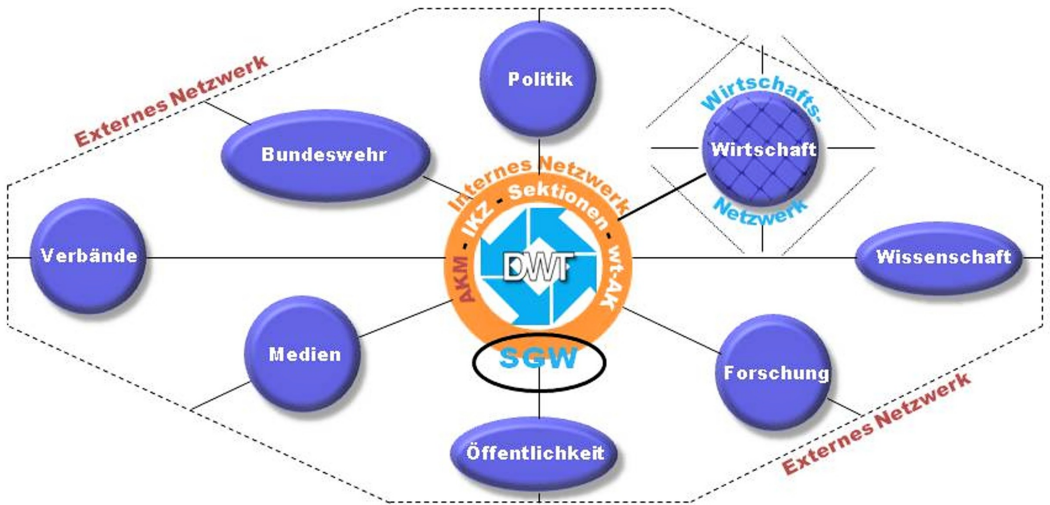 Externes Netzwerk
Politik
Wirtschafts-
Wirtschaft
Netzwerk
Bundeswehr
Internes Netzwerk
AKM - IKZ - Sektionen - wt-AK
DWT
SGW
Verbände
Wissenschaft
Medien
Forschung
Öffentlichkeit
Externes Netzwerk